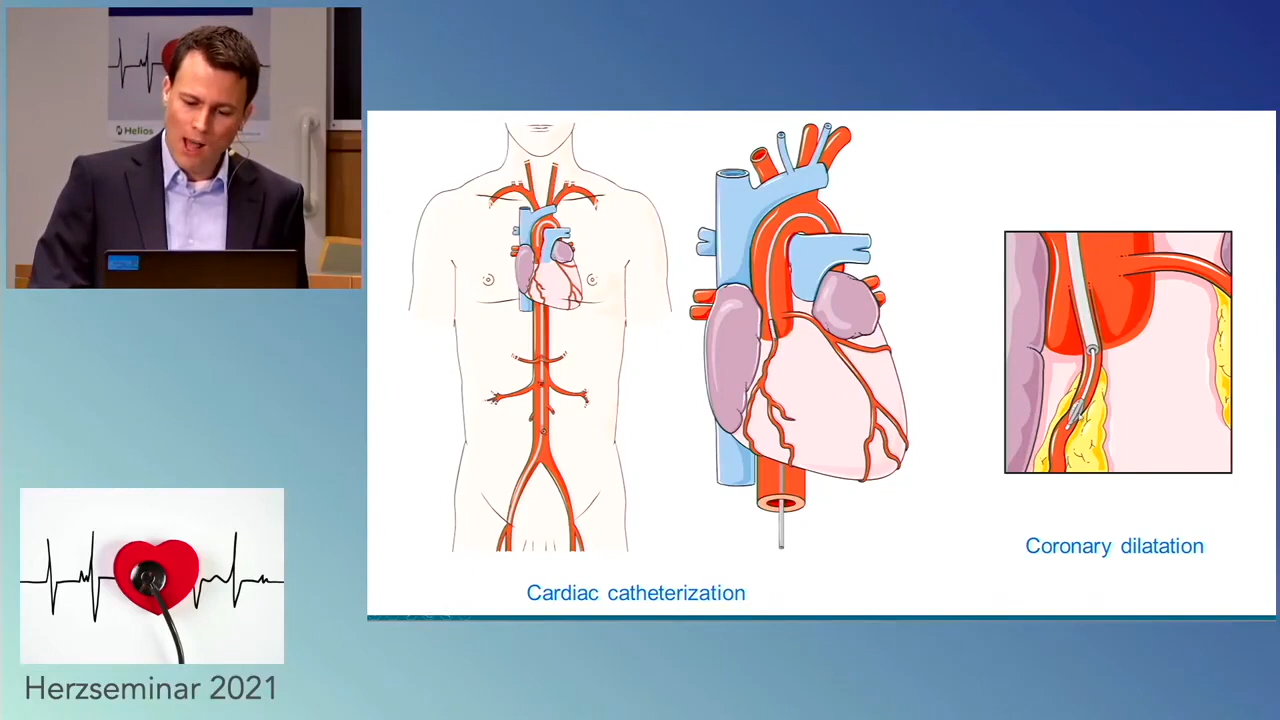 Helios
Cardiac catheterization
Coronary dilatation
Herzseminar 2021